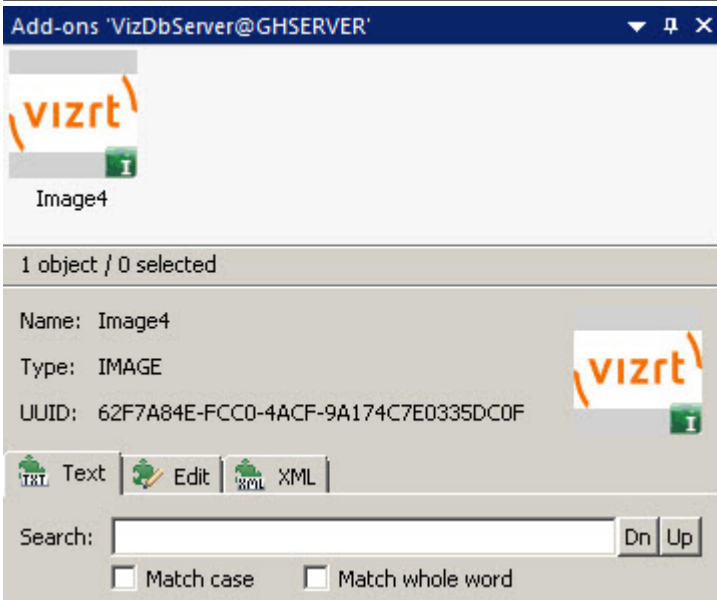 Add-ons 'VizDbServer@GHSERVER'
vizrt
I
Image4
1 object / 0 selected
Name: Image4
Type: IMAGE
vizrt
I
UUID: 62F7A84E-FCC0-4ACF-9A174C7E0335DC0F
TXT Text Edit XML XML
Search: Dn Up
Match case Match whole word